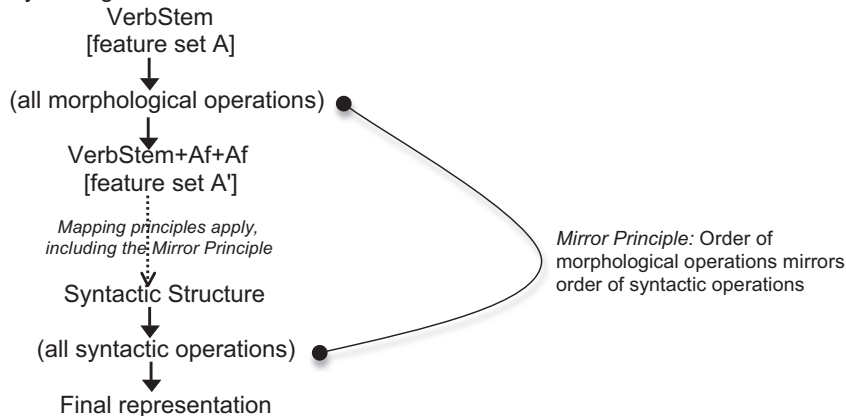 VerbStem
[feature set A]
(all morphological operations)
VerbStem+Af+Af
[feature set A']
Mapping principles apply,
including the Mirror Principle
Syntactic Structure
(all syntactic operations)
Final representation
Mirror Principle: Order of
morphological operations mirrors
order of syntactic operations